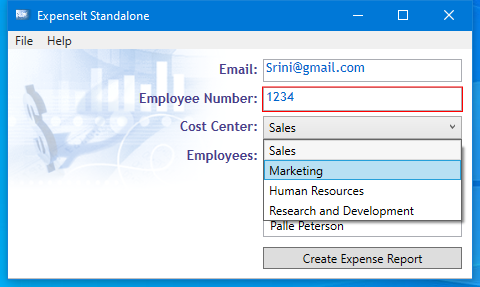 ExpenseIt Standalone
File Help
Email: Srini@gmail.com
Employee Number: 1234
Cost Center: Sales
Employees:
Sales
Marketing
Human Resources
Research and Development
Palle Peterson
Create Expense Report